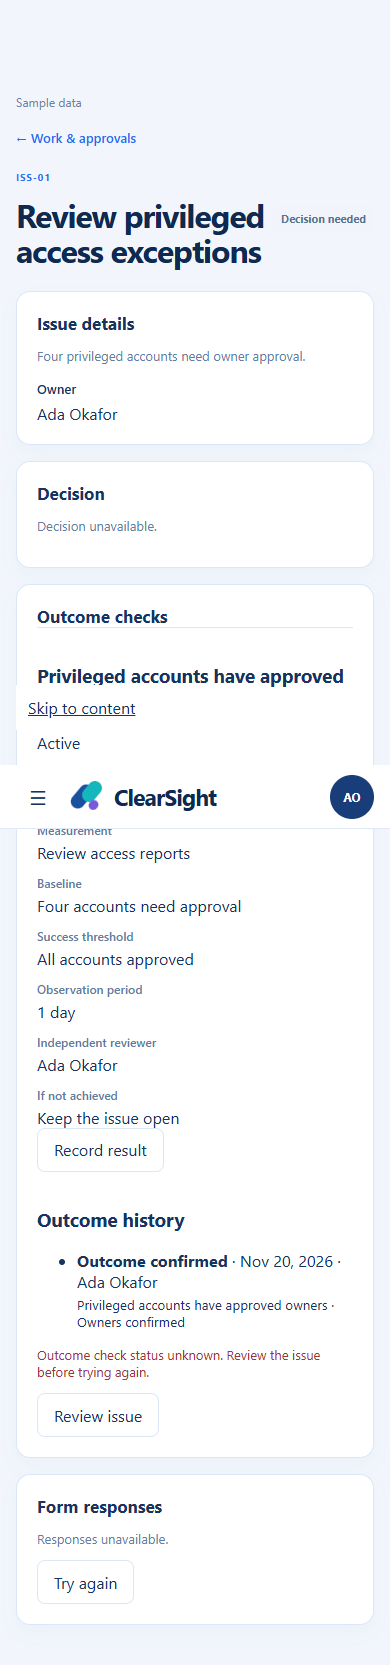 Sample data
← Work & approvals
ISS-01
Review privileged
access exceptions
Decision needed
Issue details
Four privileged accounts need owner approval.
Owner
Ada Okafor
Decision
Decision unavailable.
Outcome checks
Privileged accounts have approved
Skip to content
Active
☰
ClearSight
AO
Measurement
Review access reports
Baseline
Four accounts need approval
Success threshold
All accounts approved
Observation period
1 day
Independent reviewer
Ada Okafor
If not achieved
Keep the issue open
Record result
Outcome history
• Outcome confirmed · Nov 20, 2026 ·
Ada Okafor
Privileged accounts have approved owners ·
Owners confirmed
Outcome check status unknown. Review the issue
before trying again.
Review issue
Form responses
Responses unavailable.
Try again